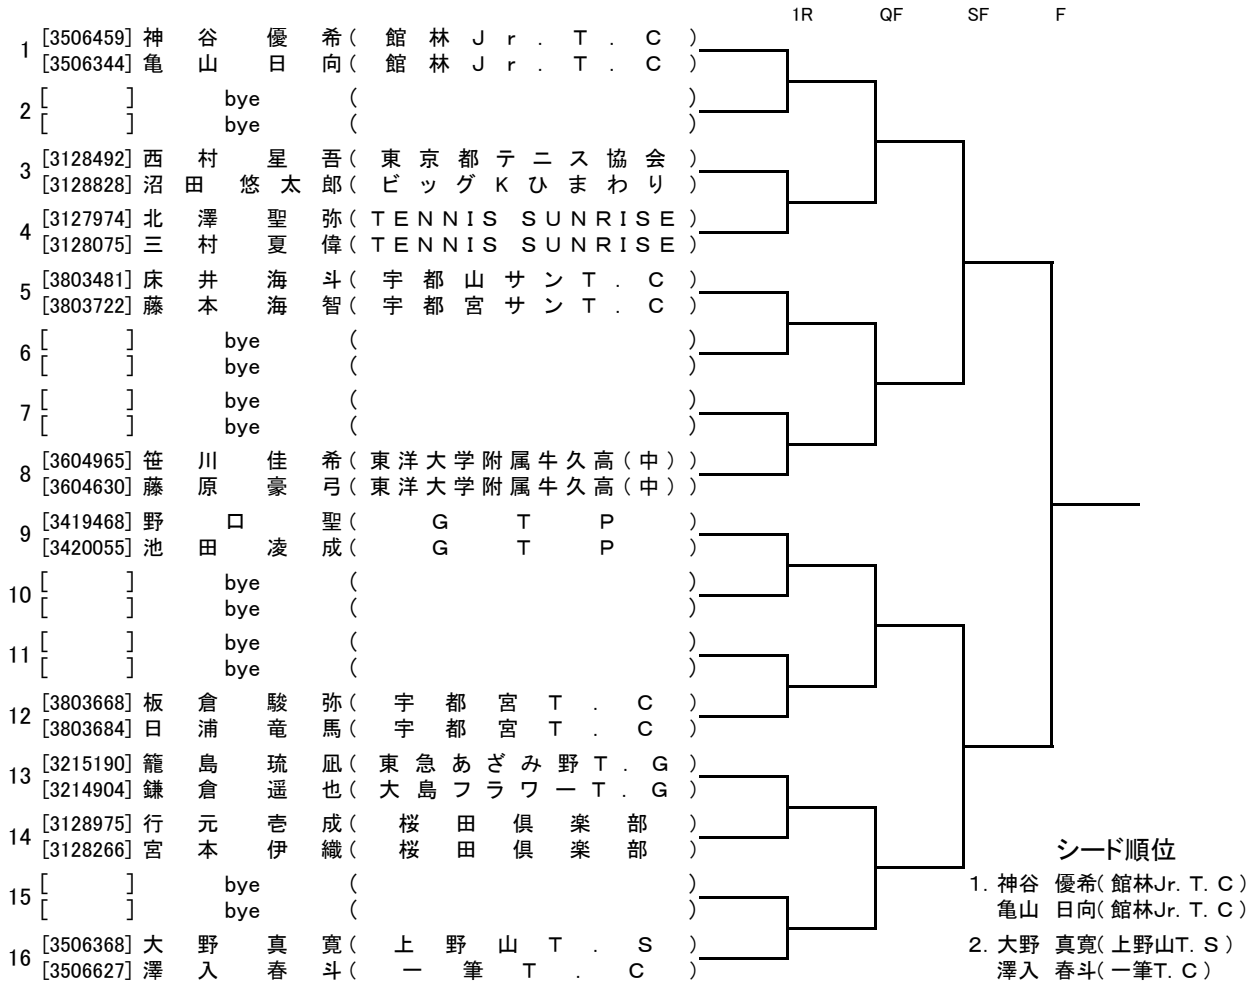 1R QF SF F
1 [3506459] 神谷 優希(館林Jr.T.C)
[3506344] 亀山 日向(館林Jr.T.C)
2 [ ] bye ( )
[ ] bye ( )
3 [3128492] 西村 星吾(東京都テニス協会)
[3128828] 沼田 悠太郎(ビッグKひまわり)
4 [3127974] 北澤 聖弥(TENNIS SUNRISE)
[3128075] 三村 夏偉(TENNIS SUNRISE)
5 [3803481] 床井 海斗(宇都山サンT.C)
[3803722] 藤本 海智(宇都宮サンT.C)
6 [ ] bye ( )
[ ] bye ( )
7 [ ] bye ( )
[ ] bye ( )
8 [3604965] 笹川 佳希(東洋大学附属牛久高(中))
[3604630] 藤原 豪弓(東洋大学附属牛久高(中))
9 [3419468] 野口 聖(GTP)
[3420055] 池田 凌成(GTP)
10 [ ] bye ( )
[ ] bye ( )
11 [ ] bye ( )
[ ] bye ( )
12 [3803668] 板倉 駿弥(宇都宮T.C)
[3803684] 日浦 竜馬(宇都宮T.C)
13 [3215190] 籠島 琉凪(東急あざみ野T.G)
[3214904] 鎌倉 遥也(大島フラワーT.G)
14 [3128975] 行元 壱成(桜田倶楽部)
[3128266] 宮本 伊織(桜田倶楽部)
15 [ ] bye ( )
[ ] bye ( )
16 [3506368] 大野 真寛(上野山T.S)
[3506627] 澤入 春斗(一筆T.C)
シード順位
1. 神谷 優希(館林Jr.T.C)
亀山 日向(館林Jr.T.C)
2. 大野 真寛(上野山T.S)
澤入 春斗(一筆T.C)